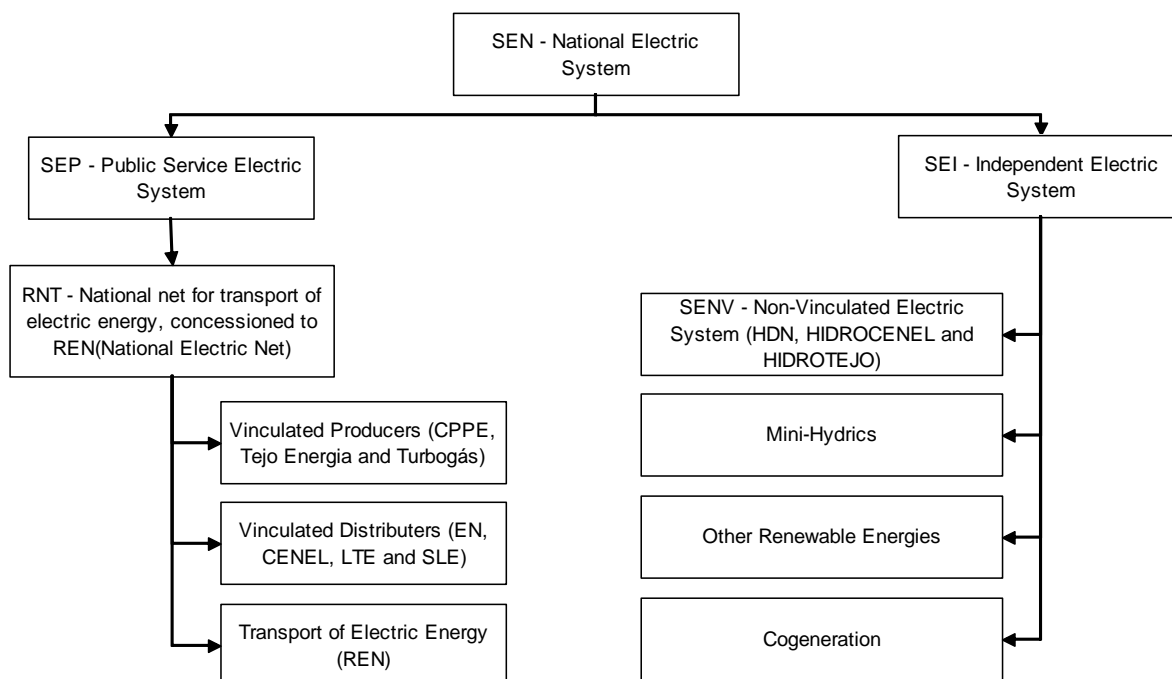 SEN - National Electric
System
SEP - Public Service Electric
System
SEI - Independent Electric
System
RNT - National net for transport of
electric energy, concessioned to
REN(National Electric Net)
SENV - Non-Vinculated Electric
System (HDN, HIDROCENEL and
HIDROTEJO)
Vinculated Producers (CPPE,
Tejo Energia and Turbogás)
Mini-Hydrics
Vinculated Distributers (EN,
CENEL, LTE and SLE)
Other Renewable Energies
Transport of Electric Energy
(REN)
Cogeneration